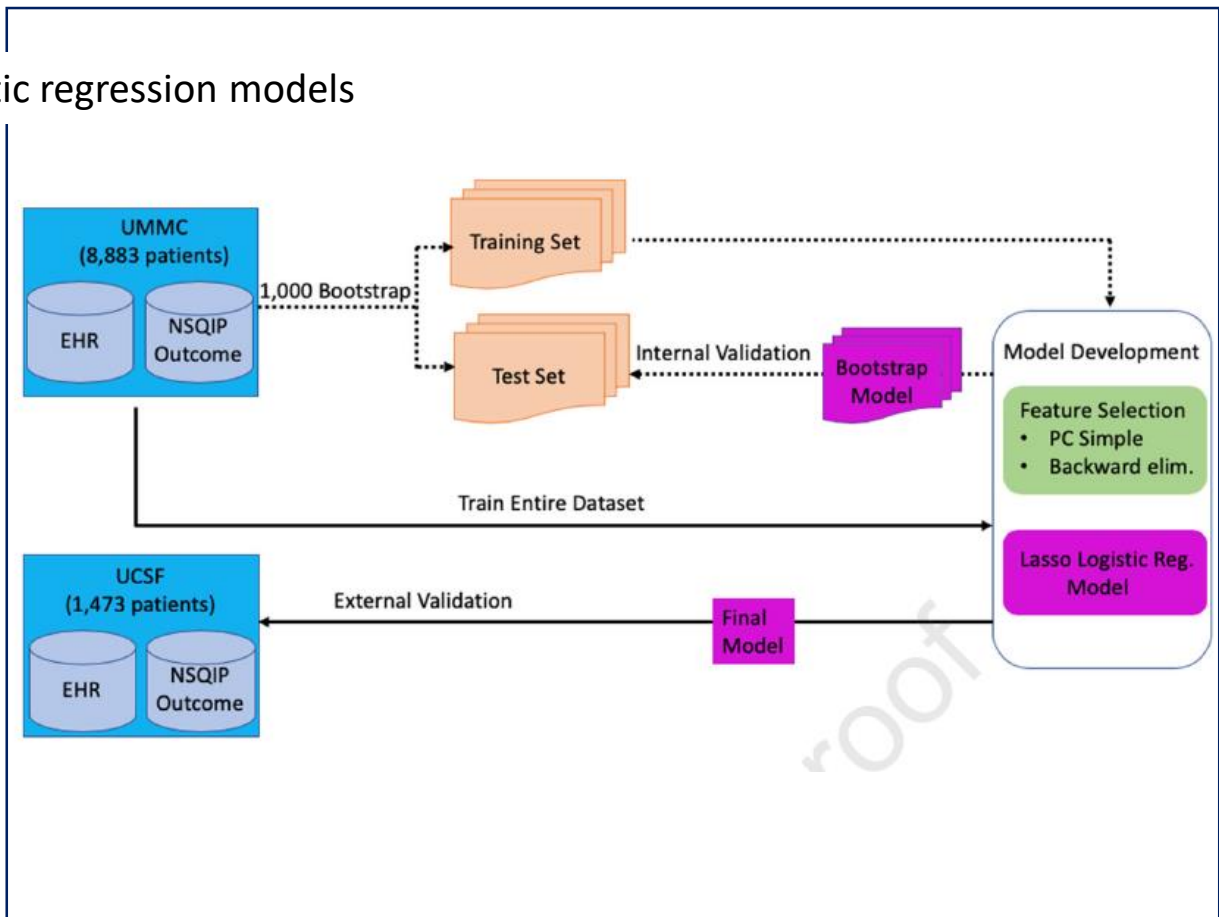 regression models
UMMC
(8,883 patients)
EHR
NSQIP
Outcome
1,000 Bootstrap
Training Set
Test Set
Internal Validation
Bootstrap
Model
Model Development
Feature Selection
• PC Simple
• Backward elim.
Lasso Logistic Reg.
Model
Train Entire Dataset
UCSF
(1,473 patients)
EHR
NSQIP
Outcome
External Validation
Final
Model